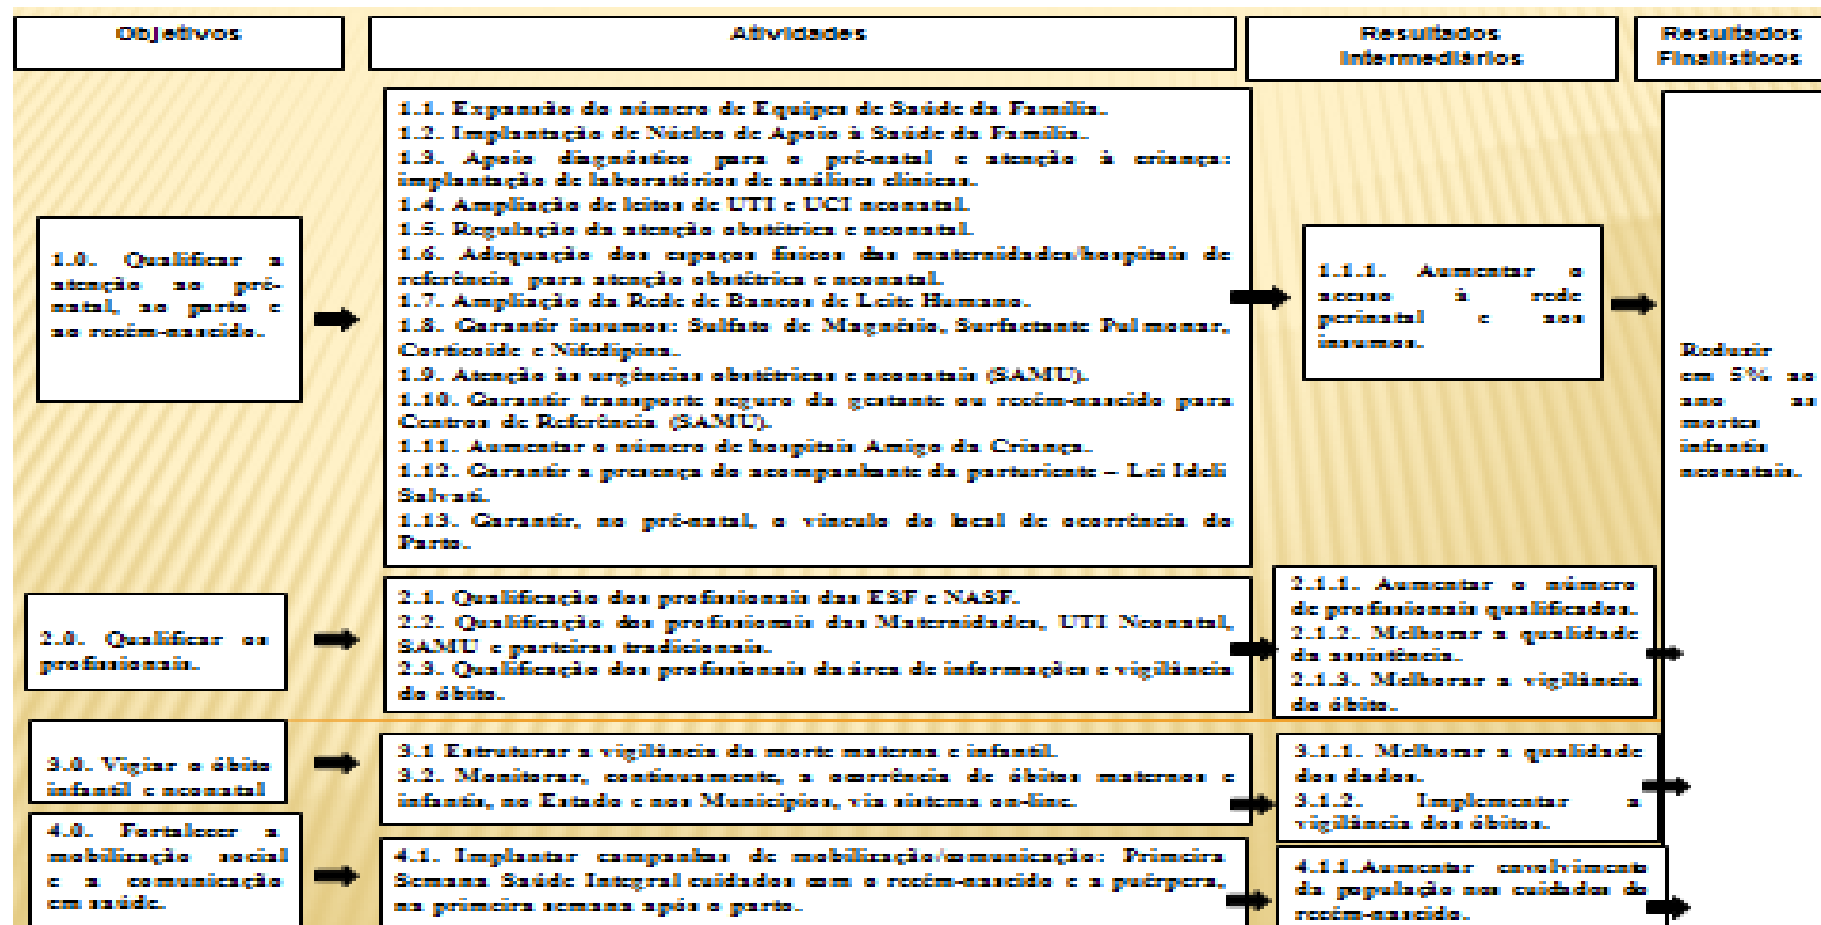 Objetivos
Atividades
Resultados
Intermediários
Resultados
Finalísticos
1.0. Qualificar a
atenção ao pré-
natal, ao parto e
ao recém-nascido.
1.1. Expansão do número de Equipes de Saúde da Família.
1.2. Implantação de Núcleo de Apoio à Saúde da Família.
1.3. Apoio diagnóstico para o pré-natal e atenção à criança:
implantação de laboratórios de análises clínicas.
1.4. Ampliação de leitos de UTI e UCI neonatal.
1.5. Regulação da atenção obstétrica e neonatal.
1.6. Adequação dos espaços físicos das maternidades/hospitais de
referência para atenção obstétrica e neonatal.
1.7. Ampliação da Rede de Bancos de Leite Humano.
1.8. Garantir insumos: Sulfato de Magnésio, Surfactante Pulmonar,
Corticoide e Nifedipina.
1.9. Atenção às urgências obstétricas e neonatais (SAMU).
1.10. Garantir transporte seguro da gestante ou recém-nascido para
Centros de Referência (SAMU).
1.11. Aumentar o número de hospitais Amigo da Criança.
1.12. Garantir a presença do acompanhante da parturiente – Lei Ideli
Salvati.
1.13. Garantir, no pré-natal, o vínculo do local de ocorrência do
Parto.
1.1.1. Aumentar o
acesso à rede
perinatal e aos
insumos.
Reduzir
em 5% ao
ano as
mortes
infantis
neonatais.
2.0. Qualificar os
profissionais.
2.1. Qualificação dos profissionais das ESF e NASF.
2.2. Qualificação dos profissionais das Maternidades, UTI Neonatal,
SAMU e parteiras tradicionais.
2.3. Qualificação dos profissionais da área de informações e vigilância
do óbito.
2.1.1. Aumentar o número
de profissionais qualificados.
2.1.2. Melhorar a qualidade
da assistência.
2.1.3. Melhorar a vigilância
do óbito.
3.0. Vigiar o óbito
infantil e neonatal
3.1 Estruturar a vigilância da morte materna e infantil.
3.2. Monitorar, continuamente, a ocorrência de óbitos maternos e
infantis, no Estado e nos Municípios, via sistema on-line.
3.1.1. Melhorar a qualidade
dos dados.
3.1.2. Implementar a
vigilância dos óbitos.
4.0. Fortalecer a
mobilização social
e a comunicação
em saúde.
4.1. Implantar campanhas de mobilização/comunicação: Primeira
Semana Saúde Integral cuidados com o recém-nascido e a puérpera,
na primeira semana após o parto.
4.1.1.Aumentar envolvimento
da população nos cuidados do
recém-nascido.